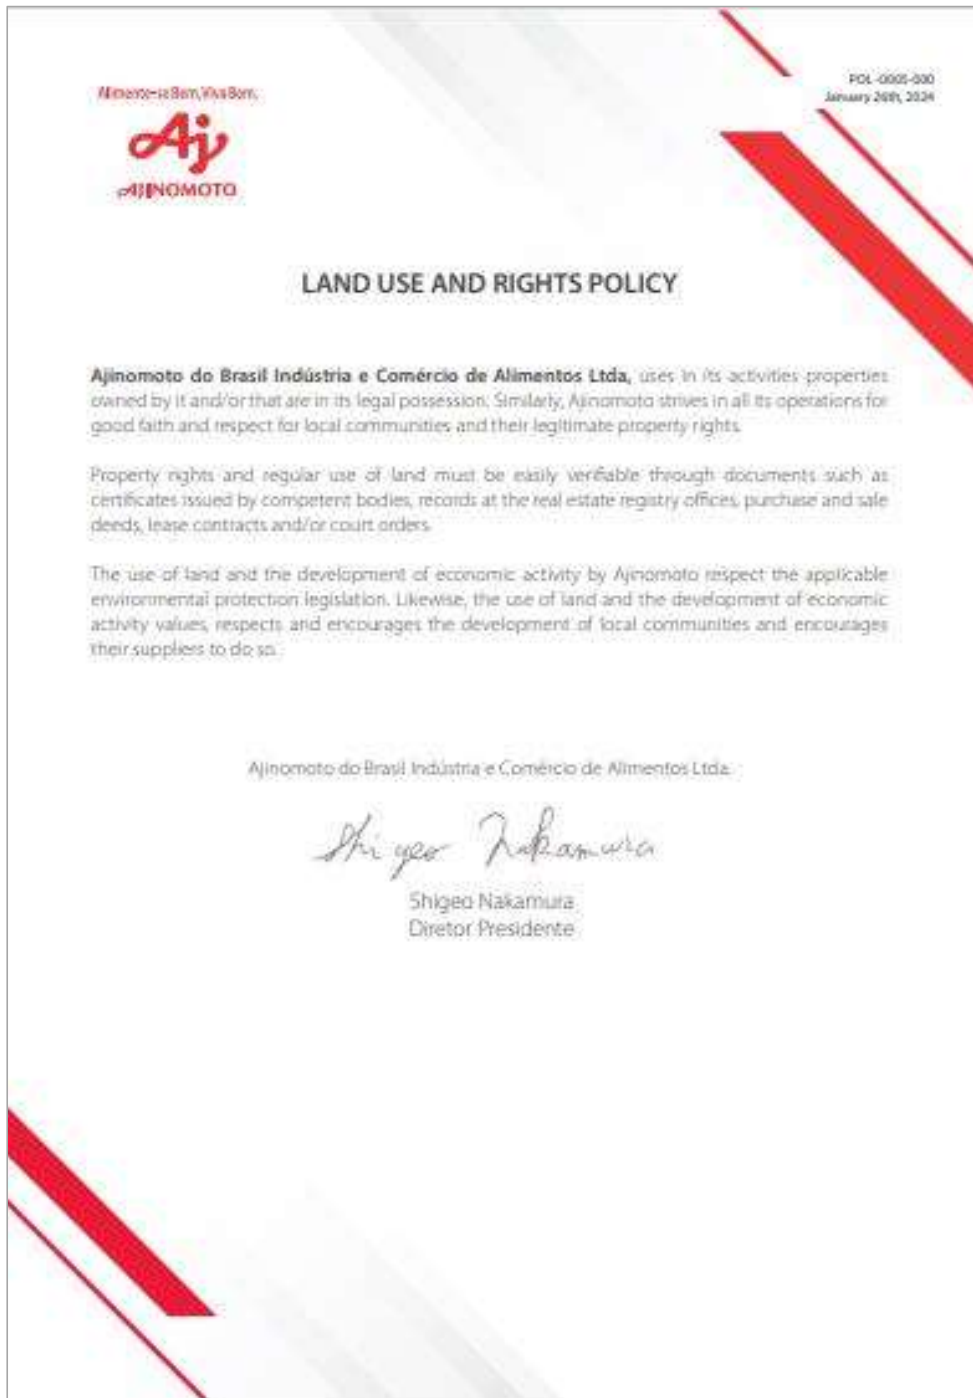 POL-0005-000
January 26th, 2024
Alimente-se Bem, Viva Bem.
Aj
AJINOMOTO
LAND USE AND RIGHTS POLICY
Ajinomoto do Brasil Indústria e Comércio de Alimentos Ltda, uses in its activities properties
owned by it and/or that are in its legal possession. Similarly, Ajinomoto strives in all its operations for
good faith and respect for local communities and their legitimate property rights.
Property rights and regular use of land must be easily verifiable through documents such as
certificates issued by competent bodies, records at the real estate registry offices, purchase and sale
deeds, lease contracts and/or court orders.
The use of land and the development of economic activity by Ajinomoto respect the applicable
environmental protection legislation. Likewise, the use of land and the development of economic
activity values, respects and encourages the development of local communities and encourages
their suppliers to do so.
Ajinomoto do Brasil Indústria e Comércio de Alimentos Ltda.
Shigeo Nakamura
Shigeo Nakamura
Diretor Presidente